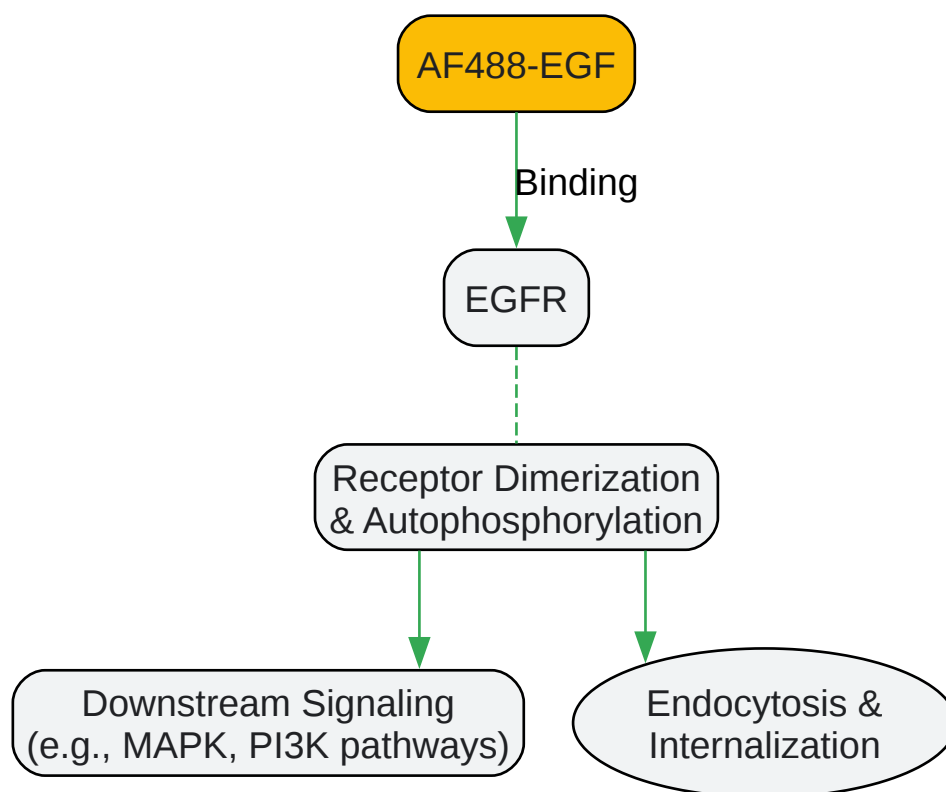 AF488-EGF
Binding
EGFR
Receptor Dimerization
& Autophosphorylation
Downstream Signaling
(e.g., MAPK, PI3K pathways)
Endocytosis &
Internalization